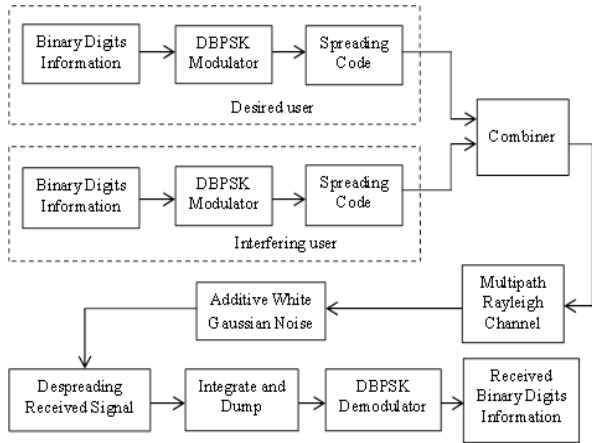 Binary Digits
Information
DBPSK
Modulator
Spreading
Code
Desired user
Combiner
Binary Digits
Information
DBPSK
Modulator
Spreading
Code
Interfering user
Multipath
Rayleigh
Channel
Additive White
Gaussian Noise
Despreading
Received Signal
Integrate and
Dump
DBPSK
Demodulator
Received
Binary Digits
Information